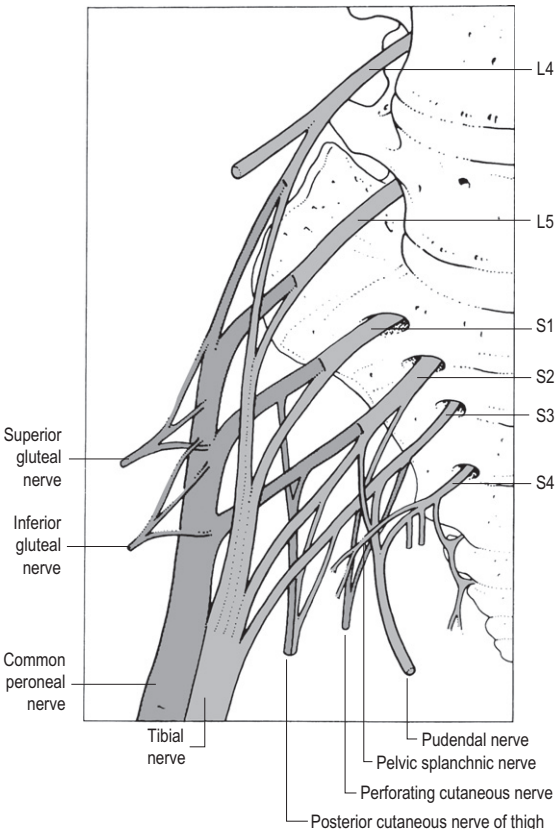 L4
L5
S1
S2
S3
S4
Superior
gluteal
nerve
Inferior
gluteal
nerve
Common
peroneal
nerve
Tibial
nerve
Pudendal nerve
Pelvic splanchnic nerve
Perforating cutaneous nerve
Posterior cutaneous nerve of thigh